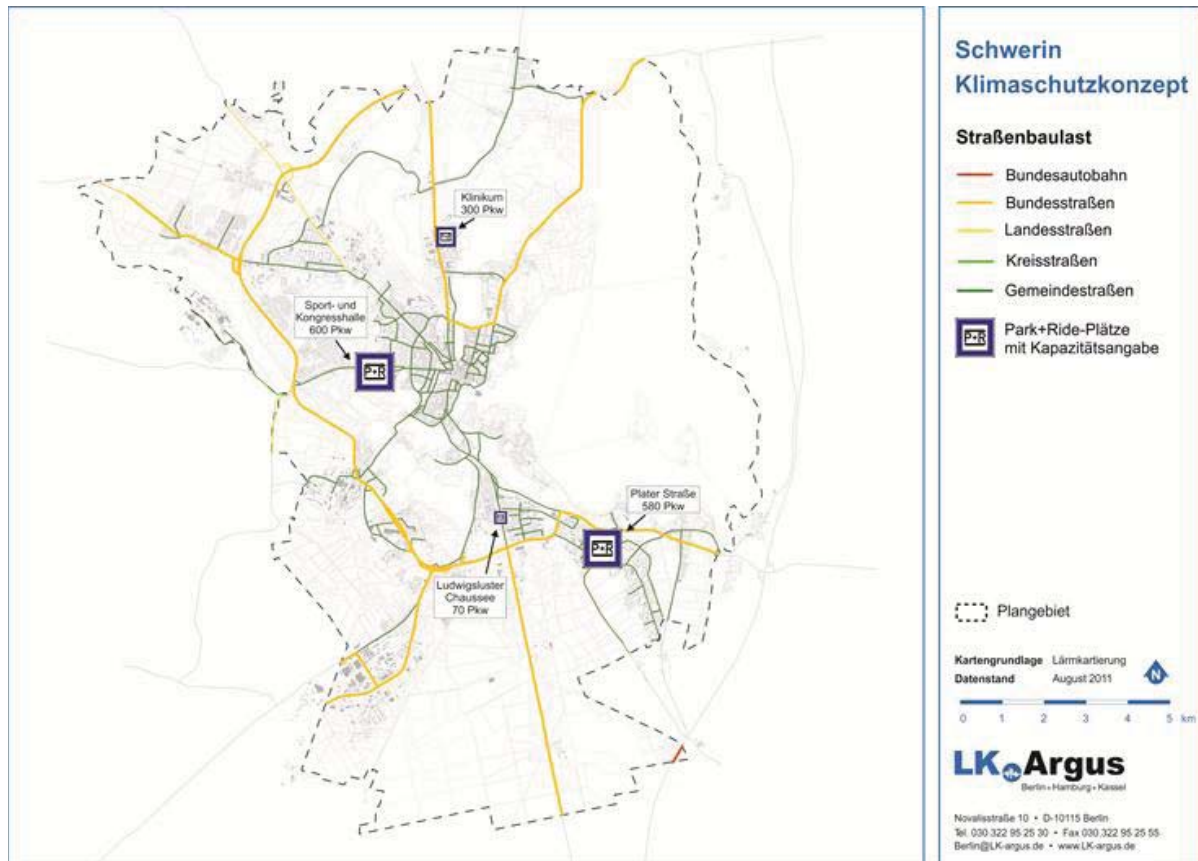 Klinikum
300 Pkw
Sport- und
Kongresshalle
600 Pkw
P+R
Plater Straße
580 Pkw
P+R
Ludwigsluster
Chaussee
70 Pkw
Schwerin
Klimaschutzkonzept
Straßenbaulast
Bundesautobahn
Bundesstraßen
Landesstraßen
Kreisstraßen
Gemeindestraßen
P+R
Park+Ride-Plätze
mit Kapazitätsangabe
Plangebiet
Kartengrundlage Lärmkartierung
Datenstand August 2011
N
0 1 2 3 4 5 km
LK Argus
Berlin • Hamburg • Kassel
Novalisstraße 10 • D-10115 Berlin
Tel. 030.322 95 25 30 • Fax 030.322 95 25 55
Berlin@LK-argus.de • www.LK-argus.de